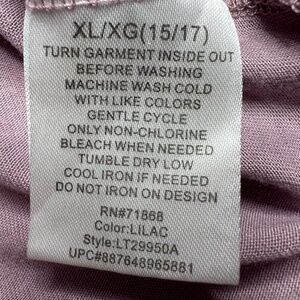 XL/XG(15/17)
TURN GARMENT INSIDE OUT
BEFORE WASHING
MACHINE WASH COLD
WITH LIKE COLORS
GENTLE CYCLE
ONLY NON-CHLORINE
BLEACH WHEN NEEDED
TUMBLE DRY LOW
COOL IRON IF NEEDED
DO NOT IRON ON DESIGN
RN#71868
Color:LILAC
Style:LT29950A
UPC#887648965881